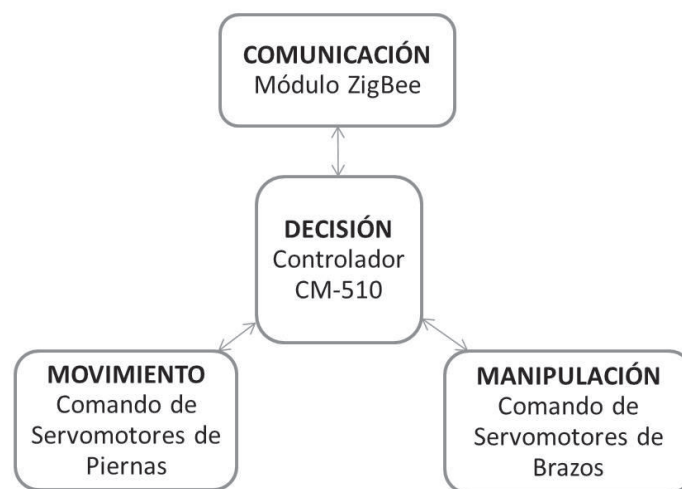 COMUNICACIÓN
Módulo ZigBee
DECISIÓN
Controlador
CM-510
MOVIMIENTO
Comando de
Servomotores de
Piernas
MANIPULACIÓN
Comando de
Servomotores de
Brazos